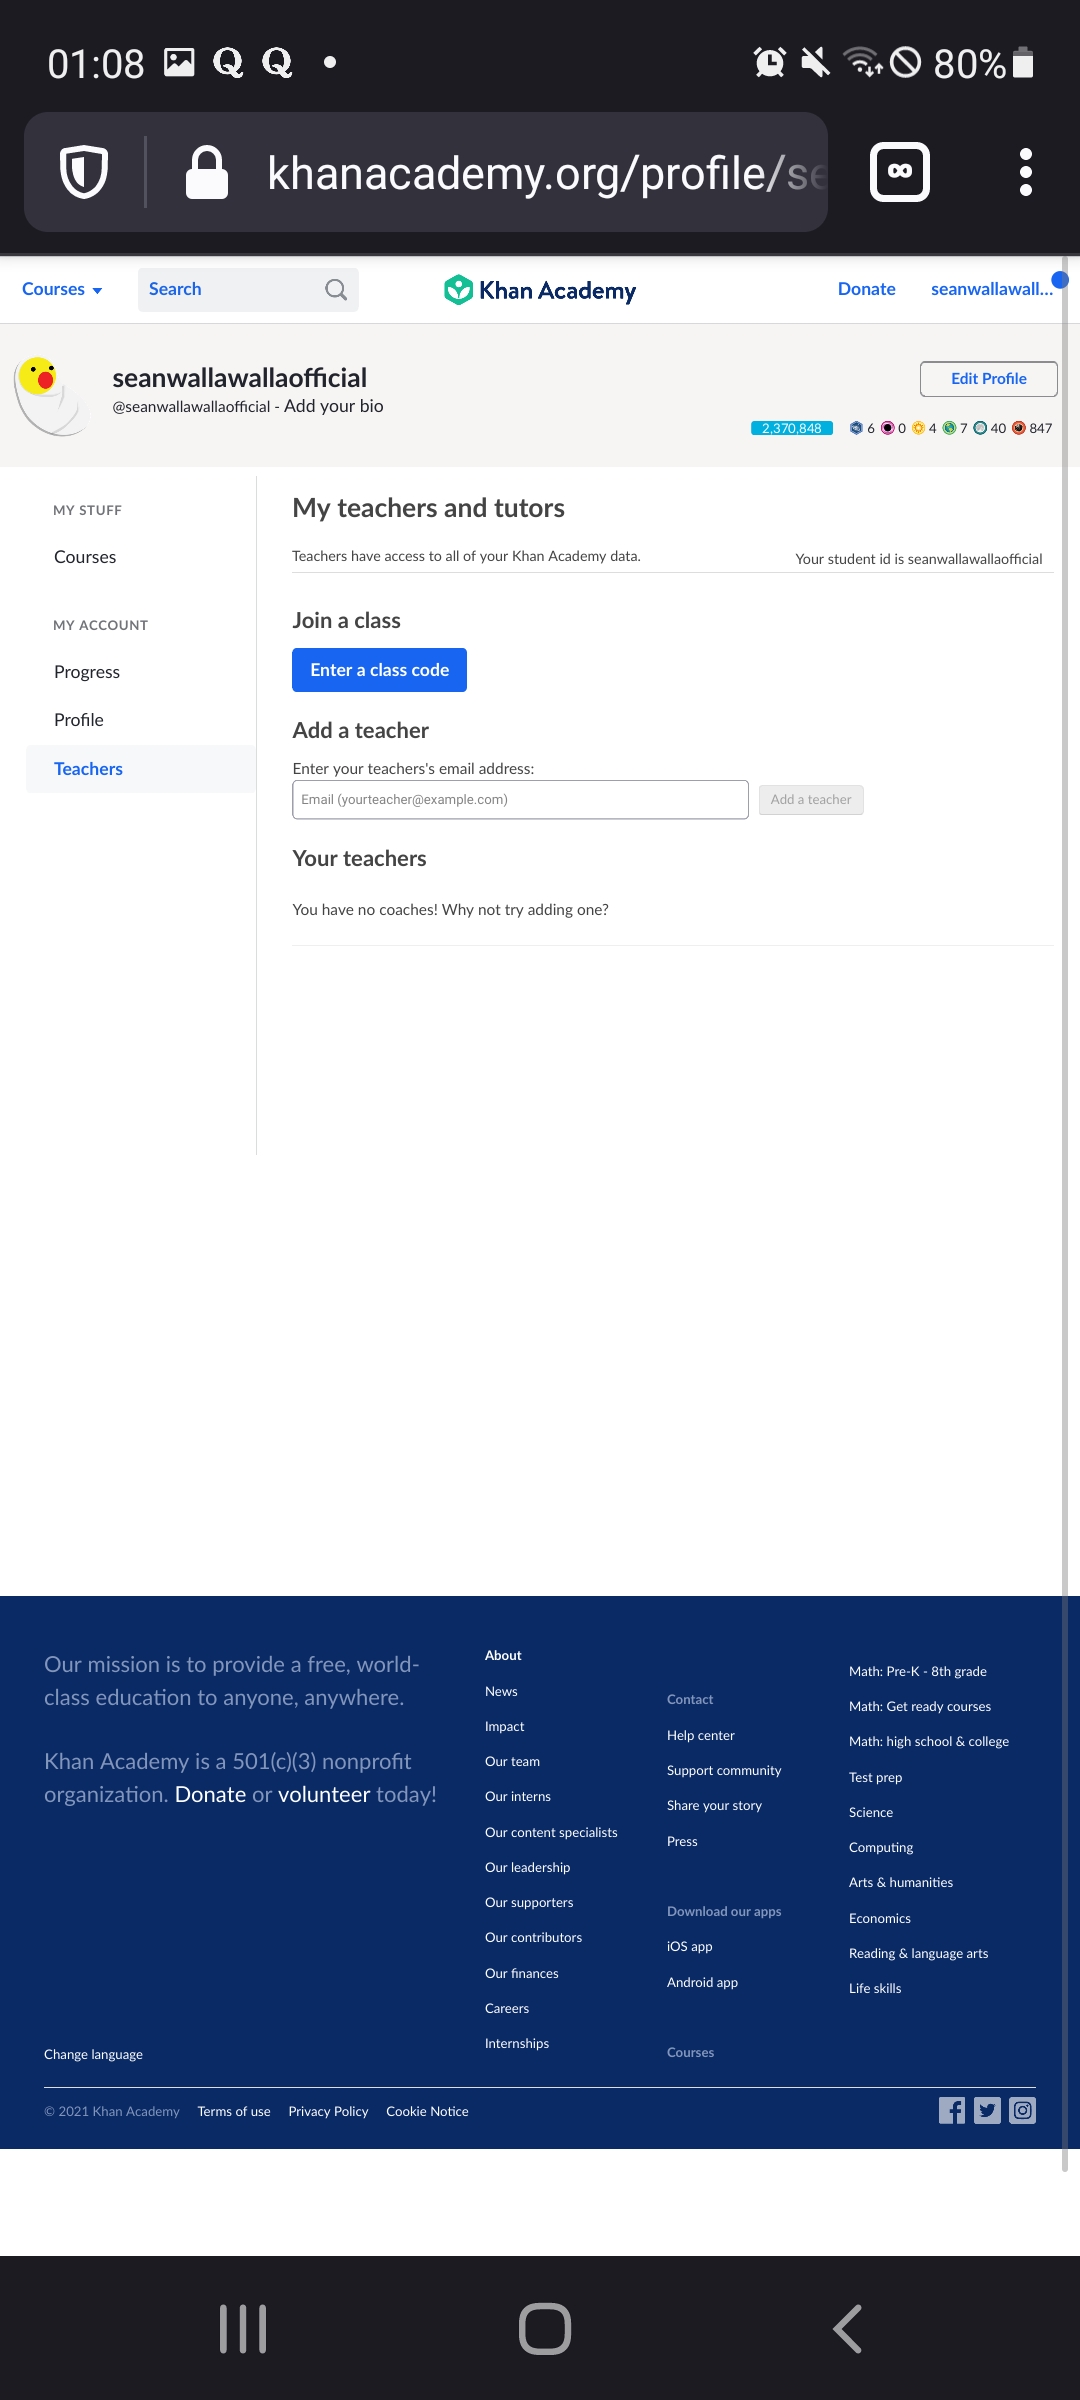 01:08
80%
khanacademy.org/profile/se
Courses
Search
Khan Academy
Donate
seanwallawall...
seanwallawallaofficial
@seanwallawallaofficial - Add your bio
Edit Profile
2,370,848
6 0 4 7 40 847
MY STUFF
Courses
MY ACCOUNT
Progress
Profile
Teachers
My teachers and tutors
Teachers have access to all of your Khan Academy data.
Your student id is seanwallawallaofficial
Join a class
Enter a class code
Add a teacher
Enter your teachers's email address:
Email (yourteacher@example.com)
Add a teacher
Your teachers
You have no coaches! Why not try adding one?
Our mission is to provide a free, world-
class education to anyone, anywhere.
Khan Academy is a 501(c)(3) nonprofit
organization. Donate or volunteer today!
Change language
About
News
Impact
Our team
Our interns
Our content specialists
Our leadership
Our supporters
Our contributors
Our finances
Careers
Internships
Contact
Help center
Support community
Share your story
Press
Download our apps
iOS app
Android app
Courses
Math: Pre-K - 8th grade
Math: Get ready courses
Math: high school & college
Test prep
Science
Computing
Arts & humanities
Economics
Reading & language arts
Life skills
© 2021 Khan Academy
Terms of use
Privacy Policy
Cookie Notice